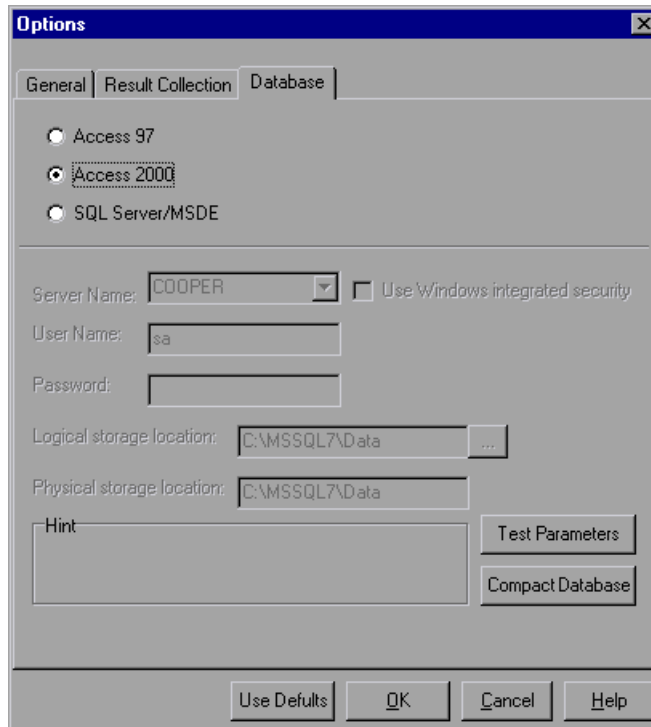 Options
General Result Collection Database
Access 97
Access 2000
SQL Server/MSDE
Server Name: COOPER Use Windows integrated security
User Name: sa
Password:
Logical storage location: C:\MSSQL7\Data ...
Physical storage location: C:\MSSQL7\Data
Hint
Test Parameters
Compact Database
Use Defults OK Cancel Help